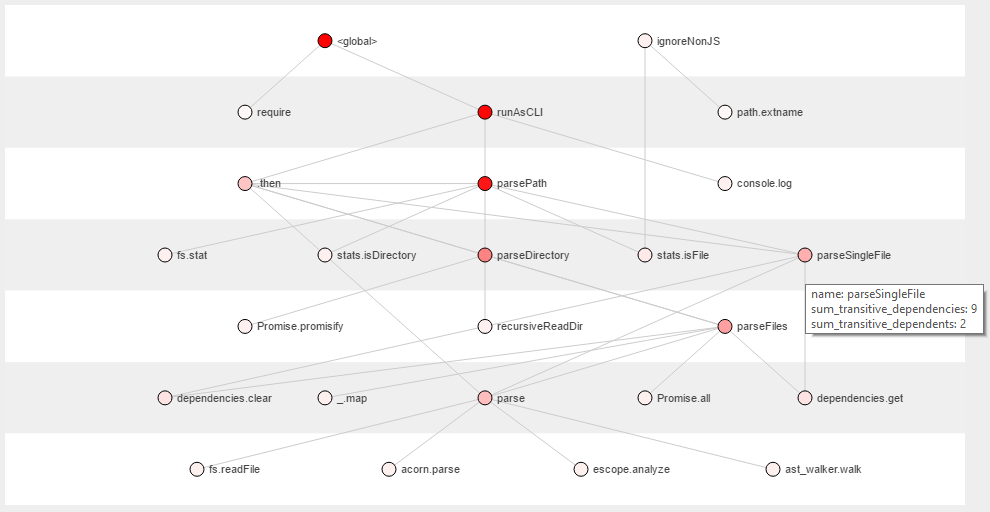 <global>
ignoreNonJS
require
runAsCLI
path.extname
.then
parsePath
console.log
fs.stat
stats.isDirectory
parseDirectory
stats.isFile
parseSingleFile
name: parseSingleFile
sum_transitive_dependencies: 9
sum_transitive_dependents: 2
Promise.promisify
recursiveReadDir
parseFiles
dependencies.clear
_.map
parse
Promise.all
dependencies.get
fs.readFile
acorn.parse
escope.analyze
ast_walker.walk